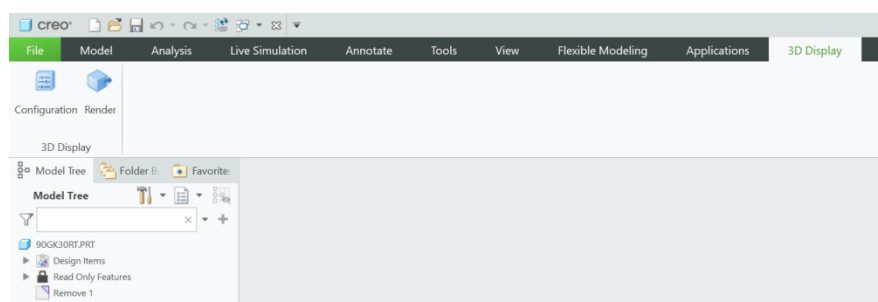 creo
File Model Analysis Live Simulation Annotate Tools View Flexible Modeling Applications 3D Display
Configuration Render
3D Display
Model Tree Folder B Favorite
Model Tree
90GK30RT.PRT
Design Items
Read Only Features
Remove 1